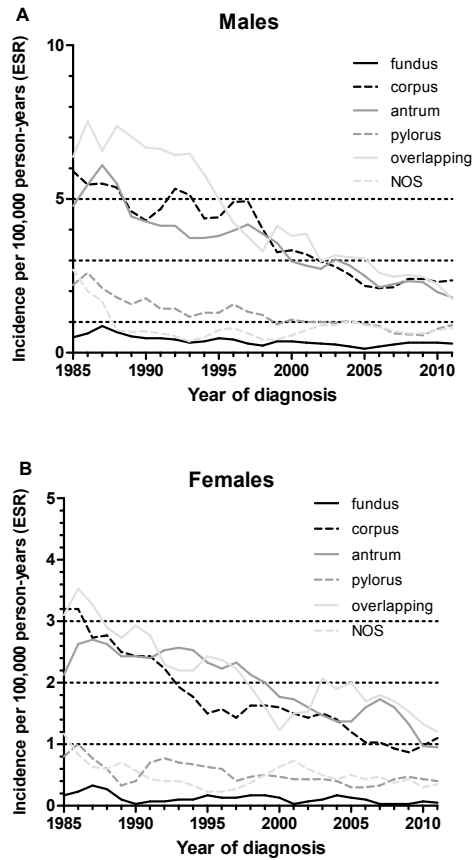 A
Males
Incidence per 100,000 person-years (ESR)
10
5
3
1
0
fundus
corpus
antrum
pylorus
overlapping
NOS
1985 1990 1995 2000 2005 2010
Year of diagnosis
B
Females
Incidence per 100,000 person-years (ESR)
5
4
3
2
1
0
fundus
corpus
antrum
pylorus
overlapping
NOS
1985 1990 1995 2000 2005 2010
Year of diagnosis